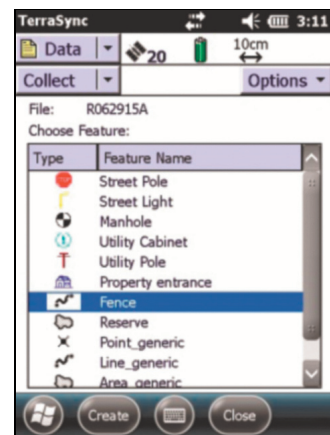 TerraSync 3:11
Data 20 10cm
Collect Options
File: R062915A
Choose Feature:
Type Feature Name
Street Pole
Street Light
Manhole
Utility Cabinet
Utility Pole
Property entrance
Fence
Reserve
Point_generic
Line_generic
Area_generic
Create Close